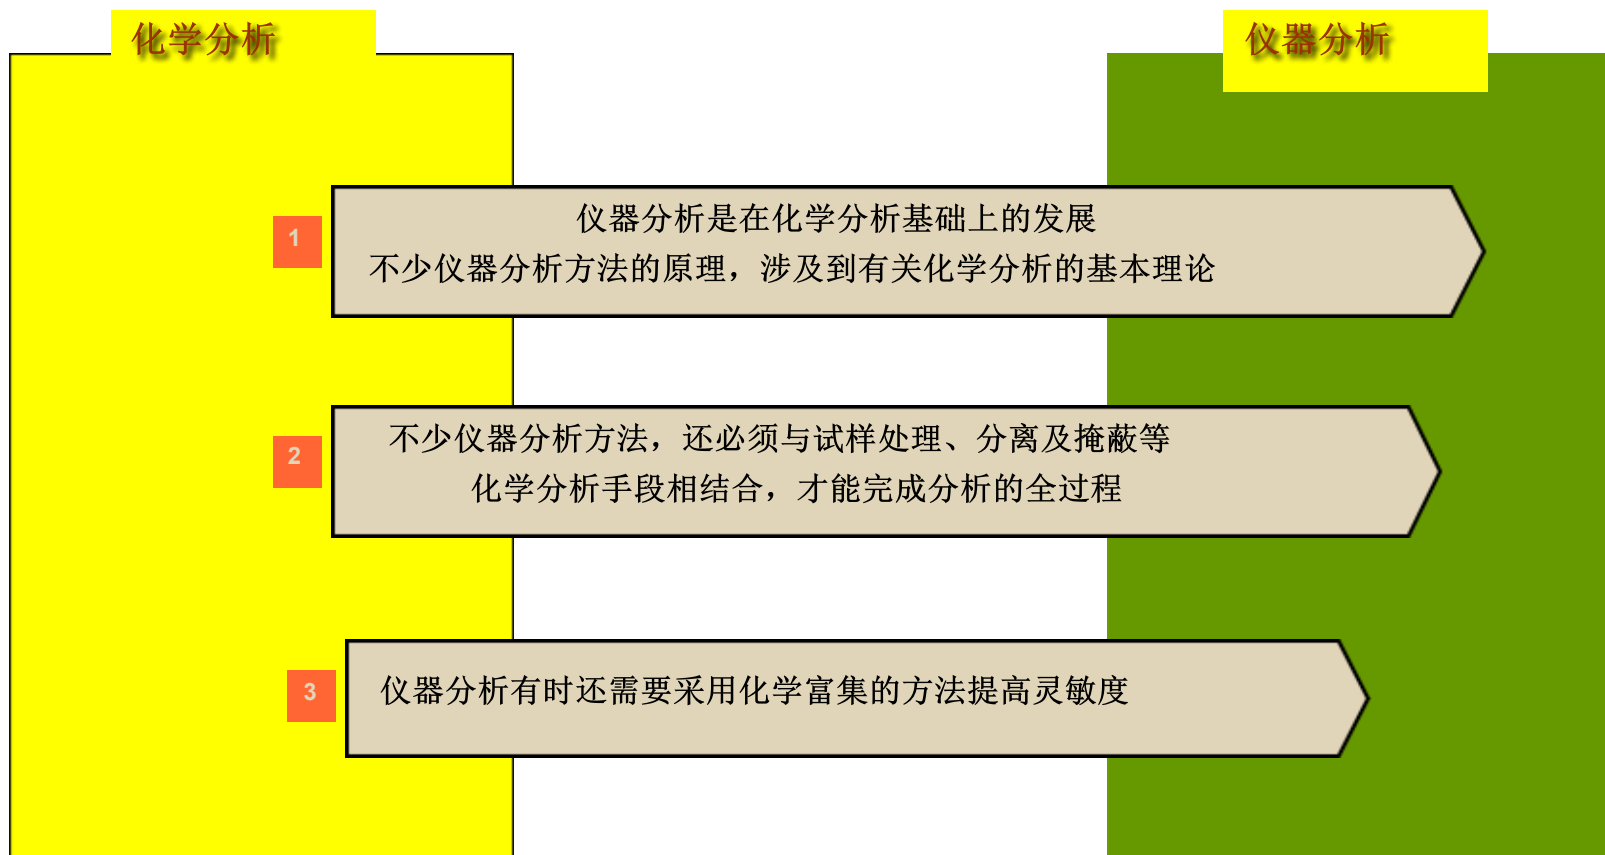 化学分析
仪器分析
1
仪器分析是在化学分析基础上的发展
不少仪器分析方法的原理，涉及到有关化学分析的基本理论
2
不少仪器分析方法，还必须与试样处理、分离及掩蔽等
化学分析手段相结合，才能完成分析的全过程
3
仪器分析有时还需要采用化学富集的方法提高灵敏度